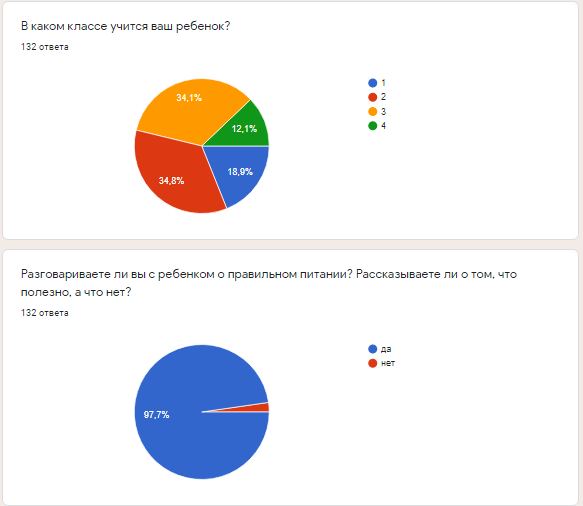 В каком классе учится ваш ребенок?
132 ответа
34,1%
12,1%
18,9%
34,8%
1
2
3
4
Разговариваете ли вы с ребенком о правильном питании? Рассказываете ли о том, что
полезно, а что нет?
132 ответа
97,7%
да
нет